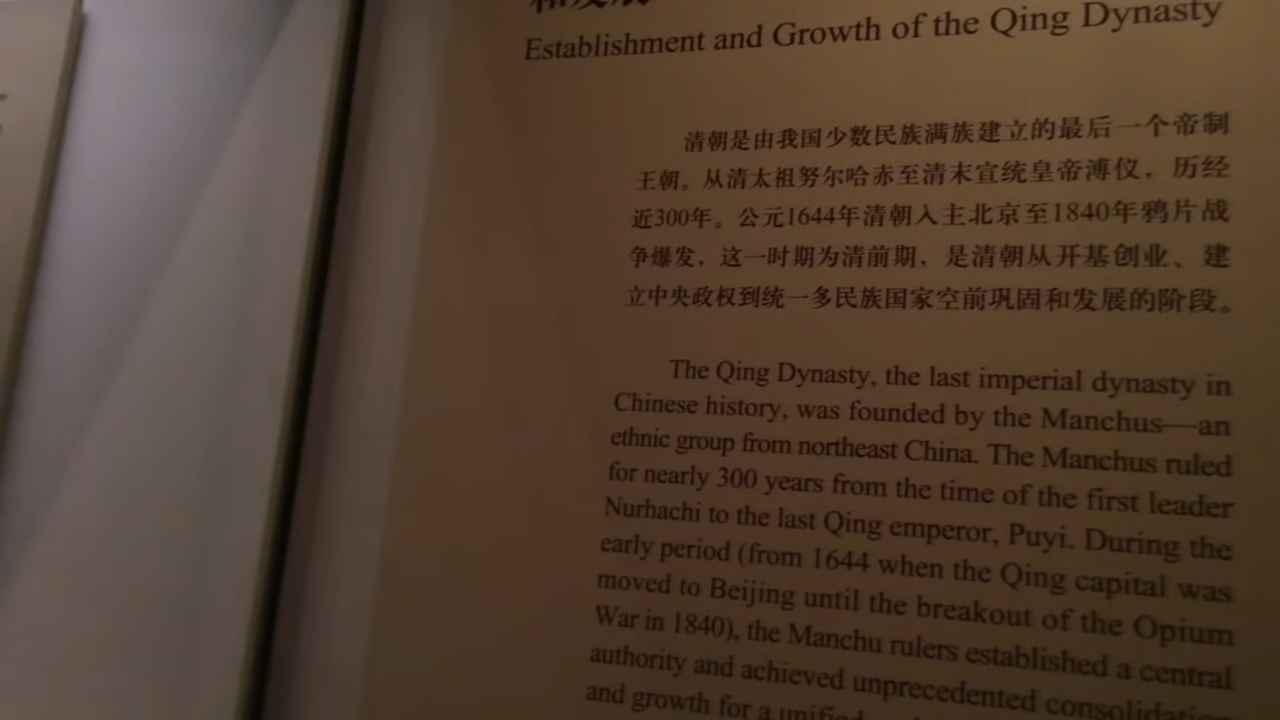 和发展
Establishment and Growth of the Qing Dynasty
清朝是由我国少数民族满族建立的最后一个帝制
王朝。从清太祖努尔哈赤至清末宣统皇帝溥仪，历经
近300年。公元1644年清朝入主北京至1840年鸦片战
争爆发，这一时期为清前期，是清朝从开基创业、建
立中央政权到统一多民族国家空前巩固和发展的阶段。
The Qing Dynasty, the last imperial dynasty in
Chinese history, was founded by the Manchus—an
ethnic group from northeast China. The Manchus ruled
for nearly 300 years from the time of the first leader
Nurhachi to the last Qing emperor, Puyi. During the
early period (from 1644 when the Qing capital was
moved to Beijing until the breakout of the Opium
War in 1840), the Manchu rulers established a central
authority and achieved unprecedented
and growth for a